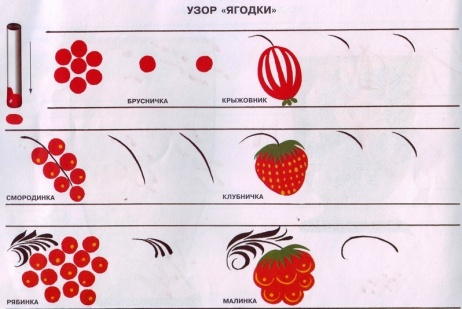 УЗОР «ЯГОДКИ»
БРУСНИЧКА
КРЫЖОВНИК
СМОРОДИНКА
КЛУБНИЧКА
РЯБИНКА
МАЛИНКА